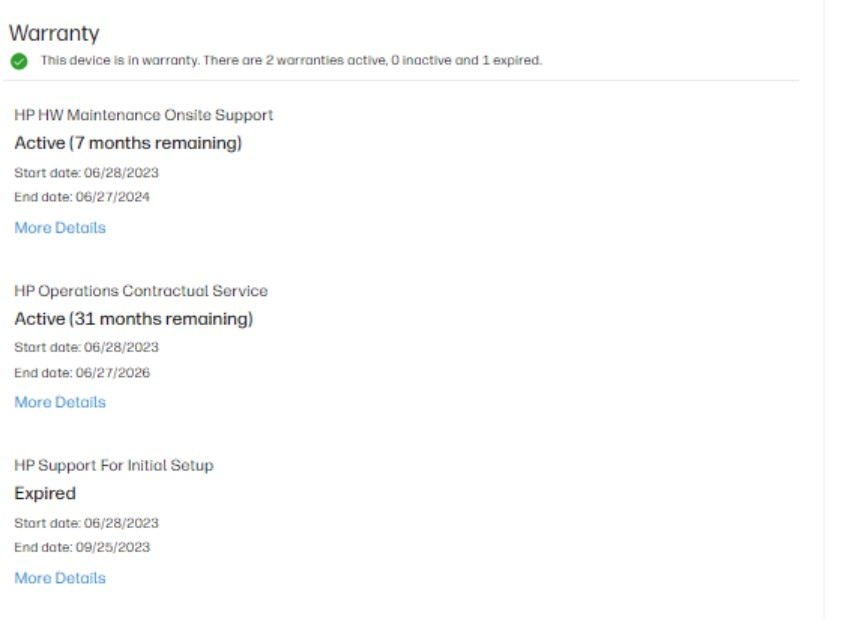 Warranty
This device is in warranty. There are 2 warranties active, 0 inactive and 1 expired.
HP HW Maintenance Onsite Support
Active (7 months remaining)
Start date: 06/28/2023
End date: 06/27/2024
More Details
HP Operations Contractual Service
Active (31 months remaining)
Start date: 06/28/2023
End date: 06/27/2026
More Details
HP Support For Initial Setup
Expired
Start date: 06/28/2023
End date: 09/25/2023
More Details